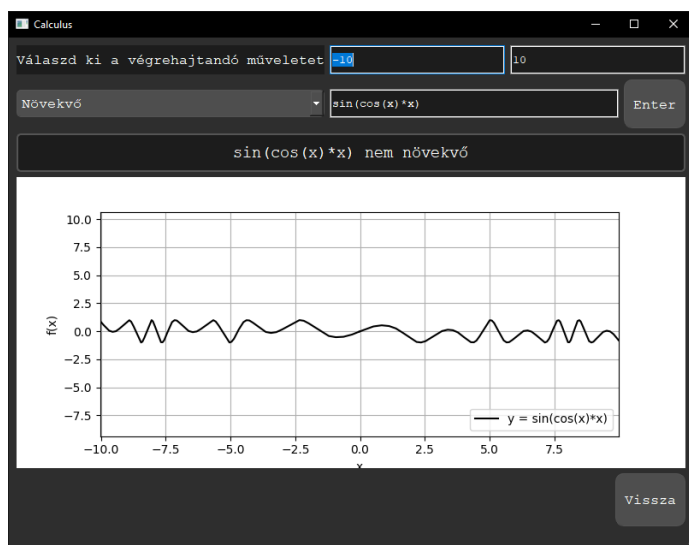 Calculus
Válaszd ki a végrehajtandó műveletet -10 10
Növekvő sin(cos(x)*x) Enter
sin(cos(x)*x) nem növekvő
10.0
7.5
5.0
2.5
0.0
−2.5
−5.0
−7.5
f(x)
y = sin(cos(x)*x)
−10.0 −7.5 −5.0 −2.5 0.0 2.5 5.0 7.5
x
Vissza